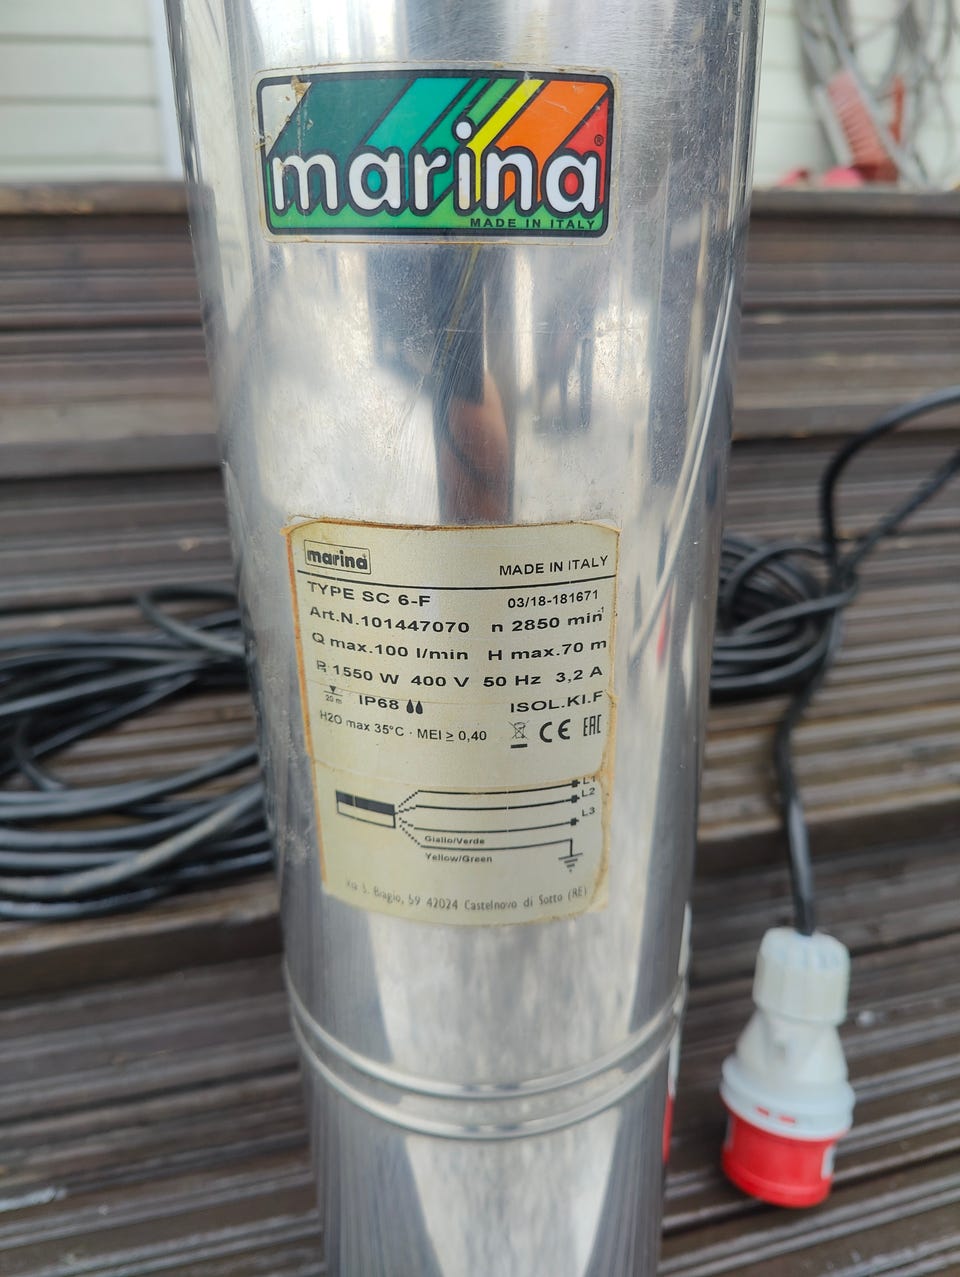 marina®
MADE IN ITALY
marina MADE IN ITALY
TYPE SC 6-F 03/18-181671
Art.N.101447070 n 2850 min⁻¹
Q max.100 l/min H max.70 m
P 1550 W 400 V 50 Hz 3,2 A
20 m IP68 ISOL.KI.F
H2O max 35°C · MEI ≥ 0,40 CE EAC
L1
L2
L3
Giallo/Verde
Yellow/Green
Via S. Biagio, 59 42024 Castelnovo di Sotto (RE)